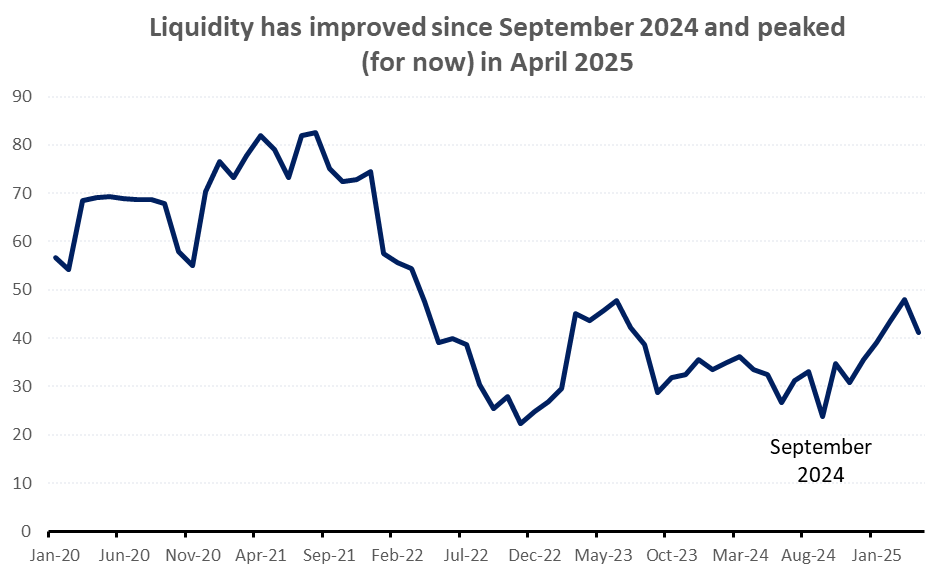 Liquidity has improved since September 2024 and peaked
(for now) in April 2025
90
80
70
60
50
40
30
20
10
0
September
2024
Jan-20 Jun-20 Nov-20 Apr-21 Sep-21 Feb-22 Jul-22 Dec-22 May-23 Oct-23 Mar-24 Aug-24 Jan-25